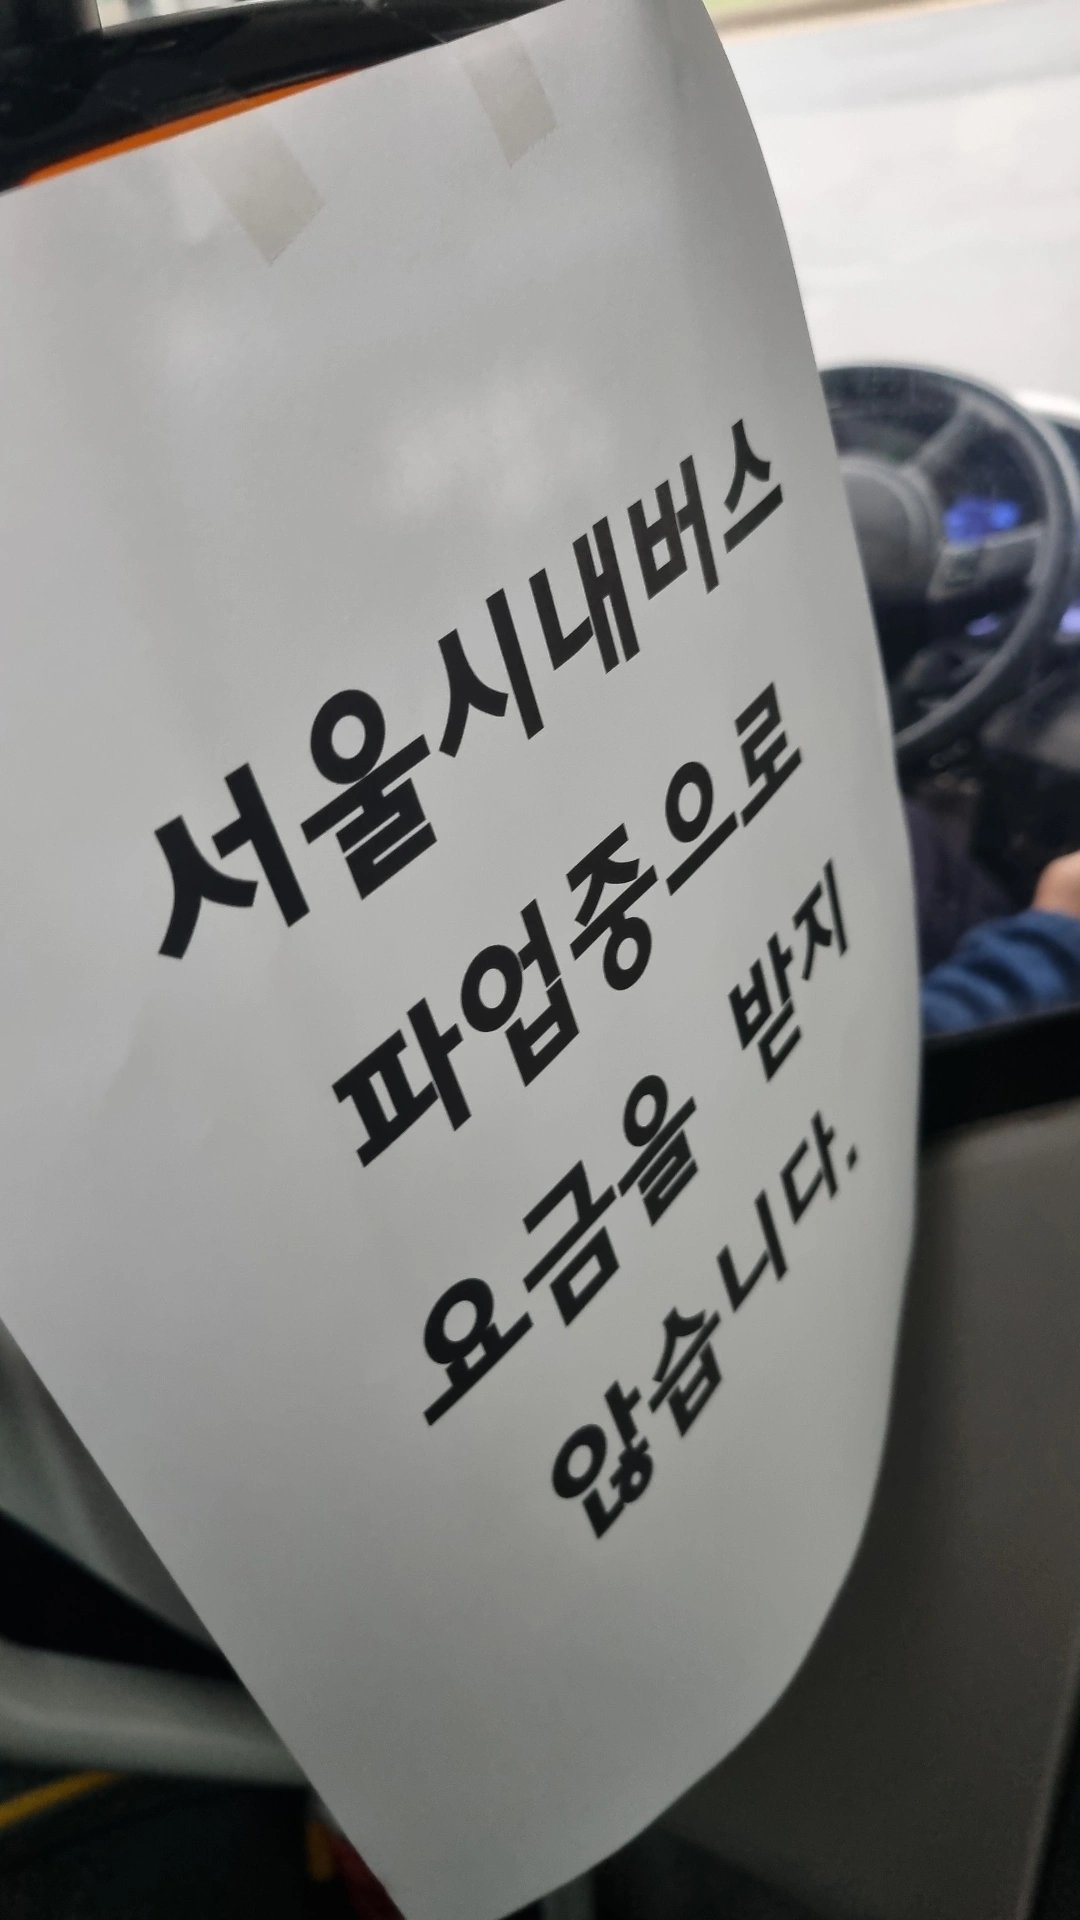 서울시내버스
파업중으로
요금을 받지
않습니다.